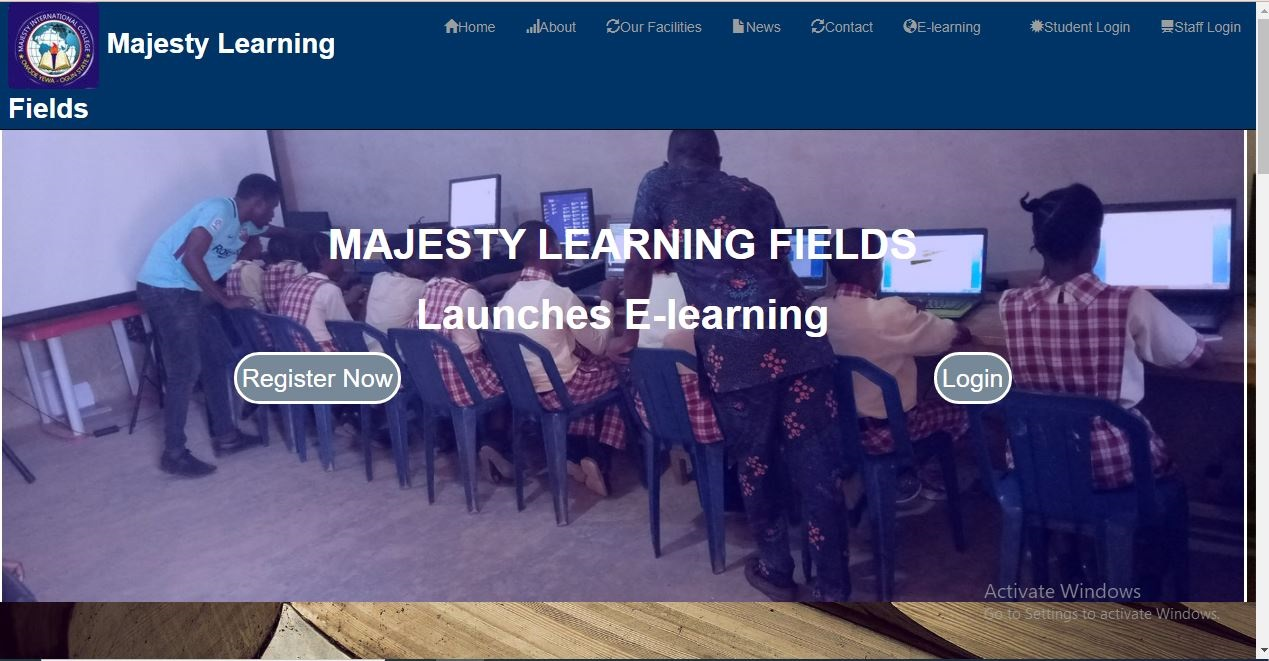 MAJESTY INTERNATIONAL COLLEGE
OWODE YEWA - OGUN STATE
Majesty Learning
Fields
Home
About
Our Facilities
News
Contact
E-learning
Student Login
Staff Login
MAJESTY LEARNING FIELDS
Launches E-learning
Register Now
Login
Activate Windows
Go to Settings to activate Windows.